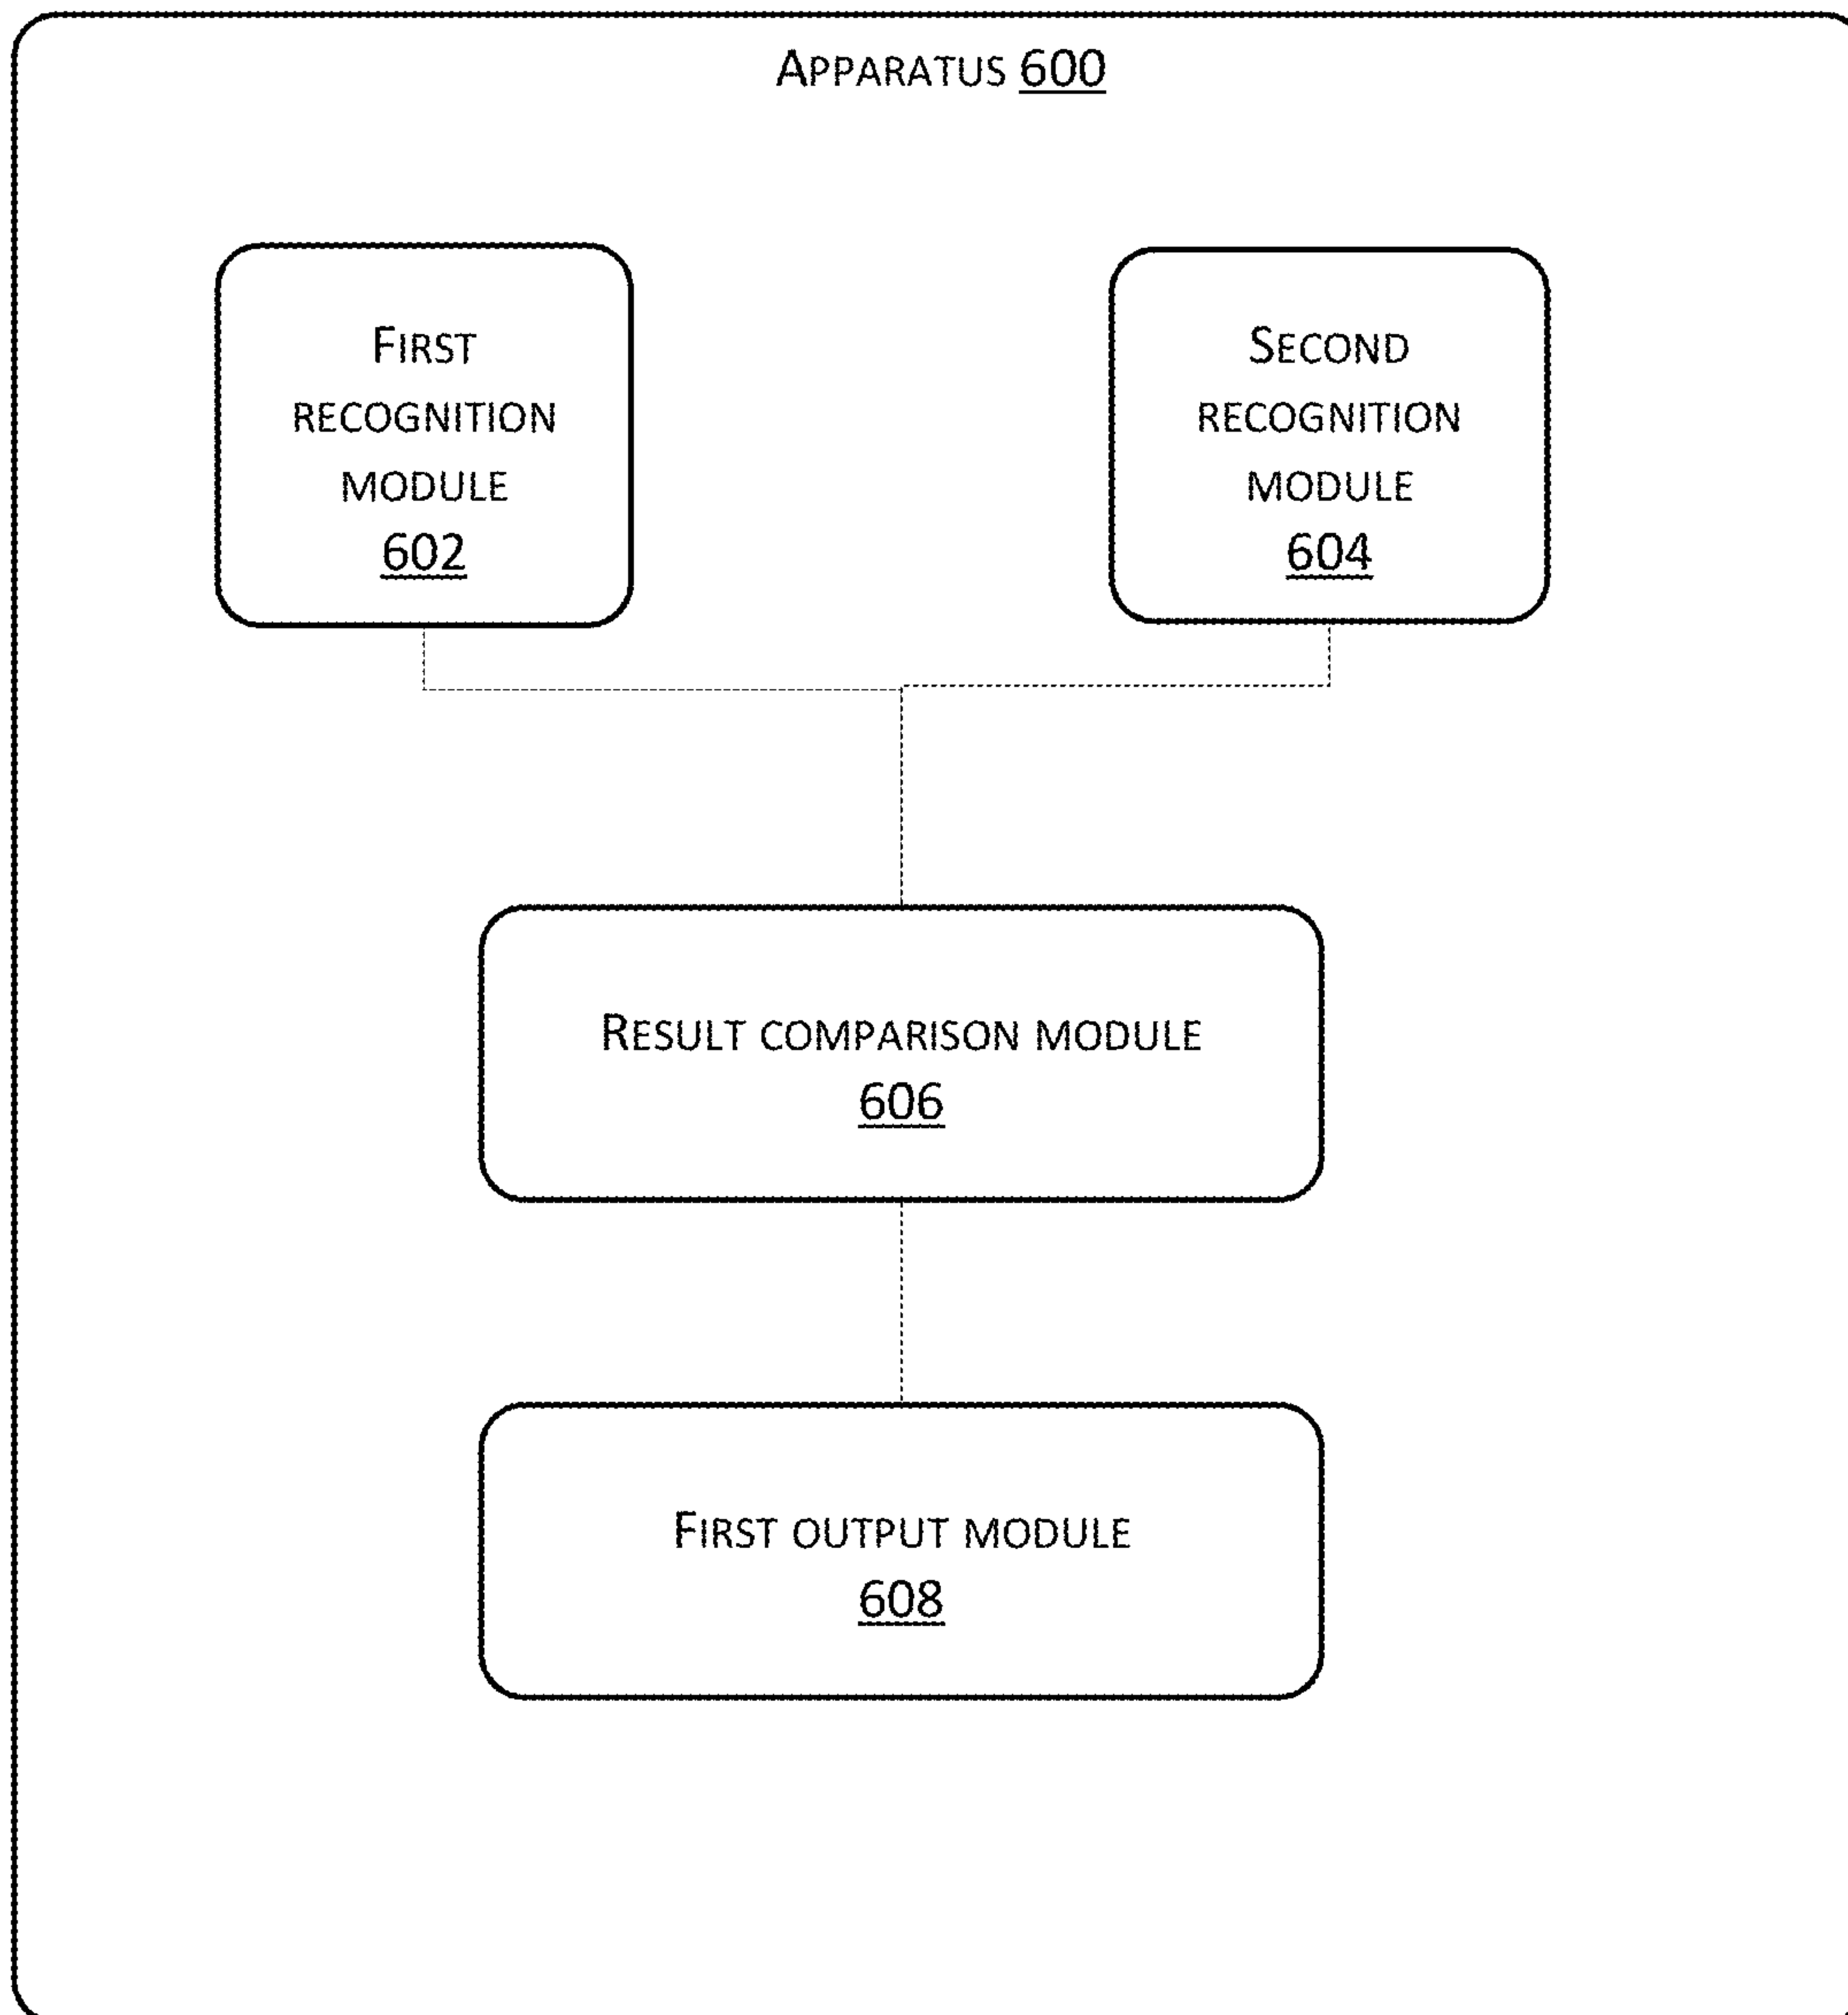 APPARATUS 600
FIRST
RECOGNITION
MODULE
602
SECOND
RECOGNITION
MODULE
604
RESULT COMPARISON MODULE
606
FIRST OUTPUT MODULE
608